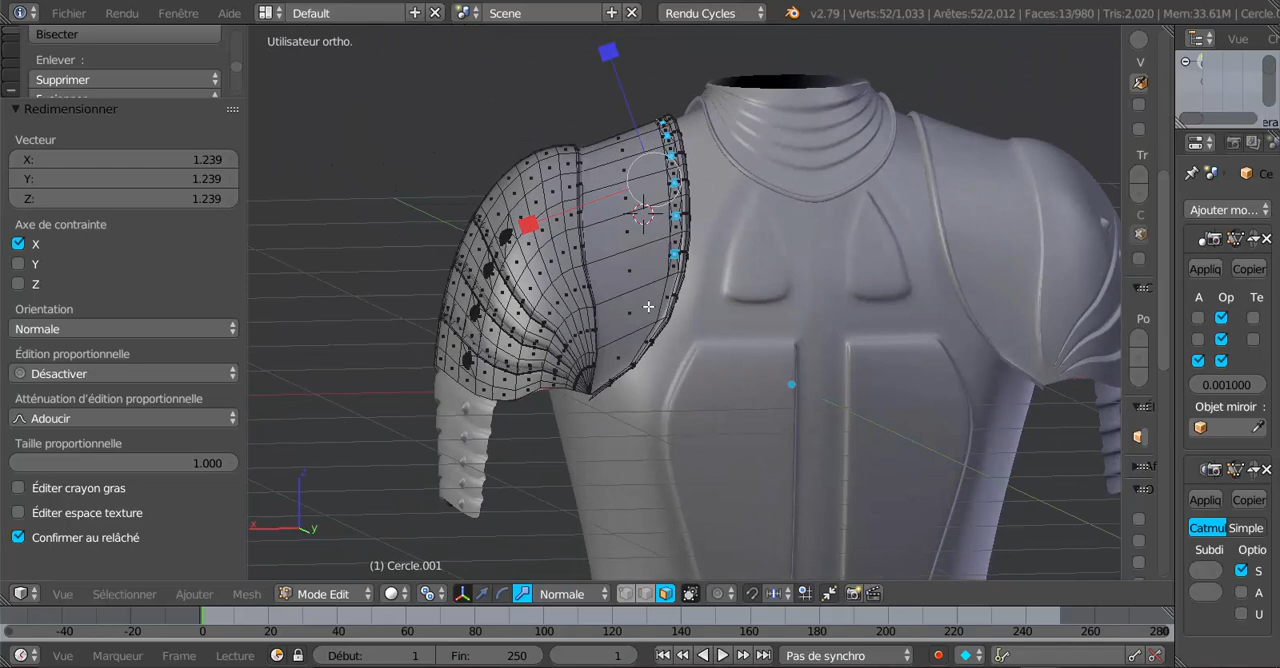 Fichier Rendu Fenêtre Aide Default Scene Rendu Cycles v2.79 | Verts:52/1,033 | Arêtes:52/2,012 | Faces:13/980 | Tris:2,020 | Mem:33.61M | Cercle.
Bisecter
Utilisateur ortho.
Vue
Enlever :
Supprimer
era
Redimensionner
Vecteur
X: 1.239
Y: 1.239
Z: 1.239
Axe de contrainte
X
Y
Z
Orientation
Normale
Édition proportionnelle
Désactiver
Atténuation d'édition proportionnelle
Adoucir
Taille proportionnelle
1.000
Éditer crayon gras
Éditer espace texture
Confirmer au relâché
V
Tr
C
Po
Ce
Ajouter mo...
Appliq Copier
A Op Te
0.001000
Objet miroir :
Appliq Copier
Catmu Simple
Subdi Optio
S
A
U
z
x
y
(1) Cercle.001
Vue Sélectionner Ajouter Mesh Mode Edit Normale
-40 -20 0 20 40 60 80 100 120 140 160 180 200 220 240 260 280
Vue Marqueur Frame Lecture Début: 1 Fin: 250 1 Pas de synchro